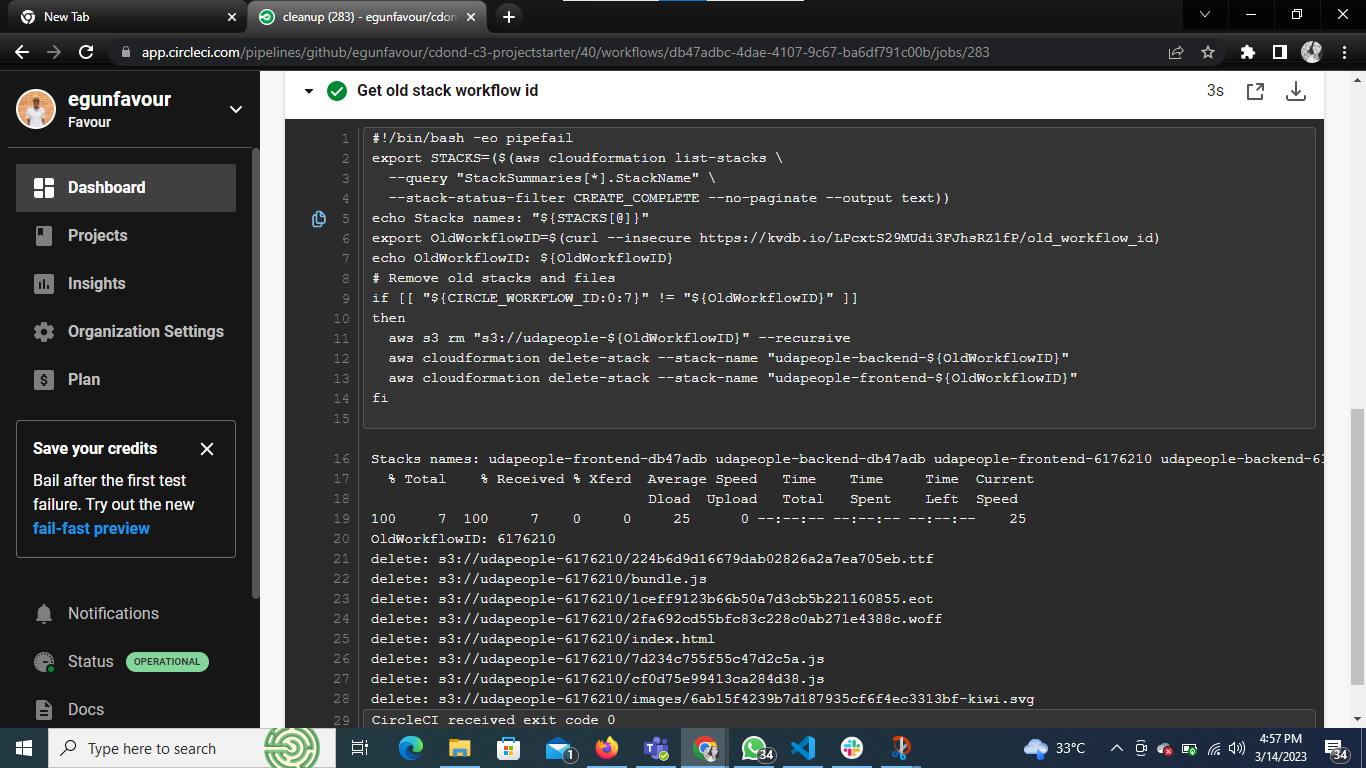 New Tab
cleanup (283) - egunfavour/cdon
app.circleci.com/pipelines/github/egunfavour/cdond-c3-projectstarter/40/workflows/db47adbc-4dae-4107-9c67-ba6df791c00b/jobs/283
egunfavour
Favour
Dashboard
Projects
Insights
Organization Settings
Plan
Save your credits
Bail after the first test
failure. Try out the new
fail-fast preview
Notifications
Status OPERATIONAL
Docs
Get old stack workflow id 3s
1 #!/bin/bash -eo pipefail
2 export STACKS=($(aws cloudformation list-stacks \
3 --query "StackSummaries[*].StackName" \
4 --stack-status-filter CREATE_COMPLETE --no-paginate --output text))
5 echo Stacks names: "${STACKS[@]}"
6 export OldWorkflowID=$(curl --insecure https://kvdb.io/LPcxtS29MUdi3FJhsRZ1fP/old_workflow_id)
7 echo OldWorkflowID: ${OldWorkflowID}
8 # Remove old stacks and files
9 if [[ "${CIRCLE_WORKFLOW_ID:0:7}" != "${OldWorkflowID}" ]]
10 then
11 aws s3 rm "s3://udapeople-${OldWorkflowID}" --recursive
12 aws cloudformation delete-stack --stack-name "udapeople-backend-${OldWorkflowID}"
13 aws cloudformation delete-stack --stack-name "udapeople-frontend-${OldWorkflowID}"
14 fi
15
16 Stacks names: udapeople-frontend-db47adb udapeople-backend-db47adb udapeople-frontend-6176210 udapeople-backend-61
17 % Total % Received % Xferd Average Speed Time Time Time Current
18 Dload Upload Total Spent Left Speed
19 100 7 100 7 0 0 25 0 --:--:-- --:--:-- --:--:-- 25
20 OldWorkflowID: 6176210
21 delete: s3://udapeople-6176210/224b6d9d16679dab02826a2a7ea705eb.ttf
22 delete: s3://udapeople-6176210/bundle.js
23 delete: s3://udapeople-6176210/1ceff9123b66b50a7d3cb5b221160855.eot
24 delete: s3://udapeople-6176210/2fa692cd55bfc83c228c0ab271e4388c.woff
25 delete: s3://udapeople-6176210/index.html
26 delete: s3://udapeople-6176210/7d234c755f55c47d2c5a.js
27 delete: s3://udapeople-6176210/cf0d75e99413ca284d38.js
28 delete: s3://udapeople-6176210/images/6ab15f4239b7d187935cf6f4ec3313bf-kiwi.svg
29 CircleCI received exit code 0
Type here to search
1
34
33°C
4:57 PM
3/14/2023
34